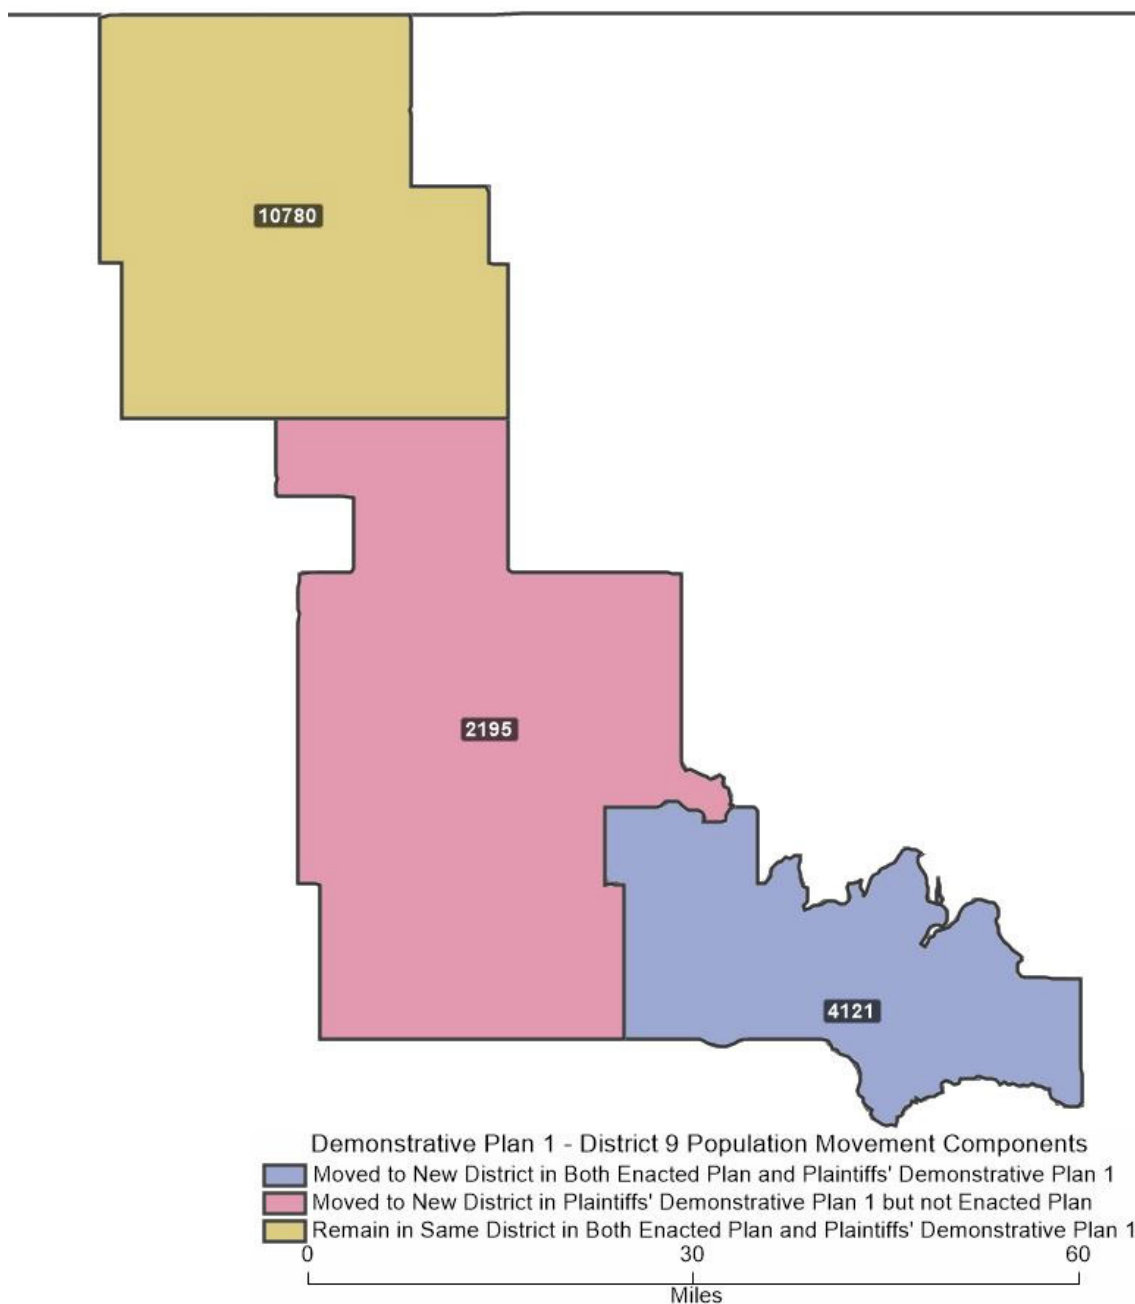 10780
2195
4121
Demonstrative Plan 1 - District 9 Population Movement Components
Moved to New District in Both Enacted Plan and Plaintiffs' Demonstrative Plan 1
Moved to New District in Plaintiffs' Demonstrative Plan 1 but not Enacted Plan
Remain in Same District in Both Enacted Plan and Plaintiffs' Demonstrative Plan 1
0 30 60
Miles